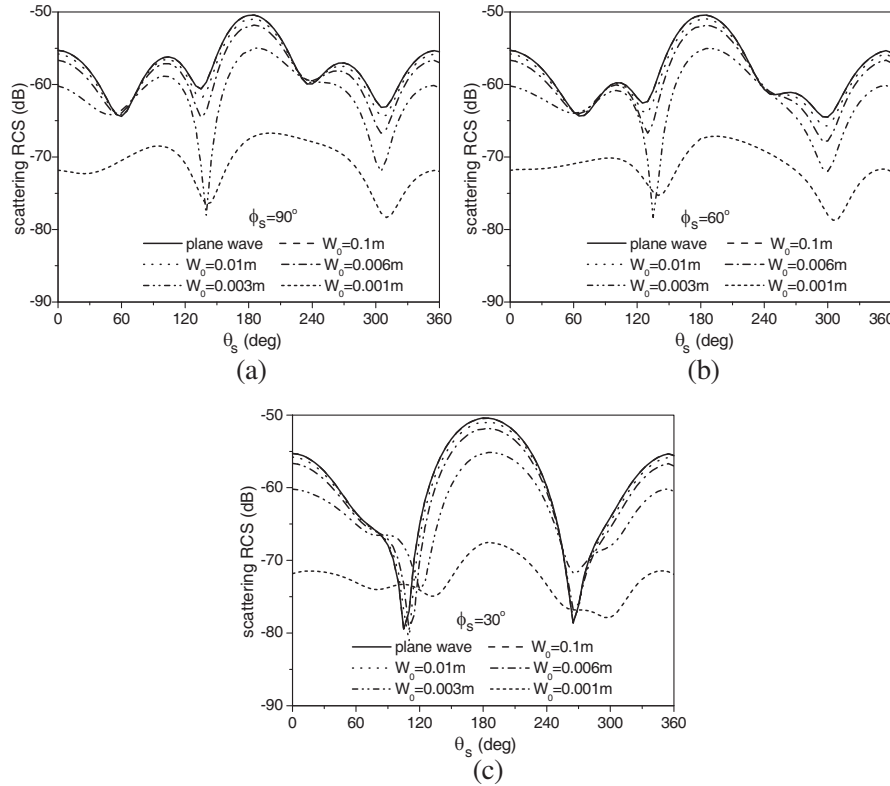 -50
-60
-70
-80
-90
scattering RCS (dB)
ϕs=90°
plane wave W0=0.1m
W0=0.01m W0=0.006m
W0=0.003m W0=0.001m
0 60 120 180 240 300 360
θs (deg)
(a)
-50
-60
-70
-80
-90
scattering RCS (dB)
ϕs=60°
plane wave W0=0.1m
W0=0.01m W0=0.006m
W0=0.003m W0=0.001m
0 60 120 180 240 300 360
θs (deg)
(b)
-50
-60
-70
-80
-90
scattering RCS (dB)
ϕs=30°
plane wave W0=0.1m
W0=0.01m W0=0.006m
W0=0.003m W0=0.001m
0 60 120 180 240 300 360
θs (deg)
(c)